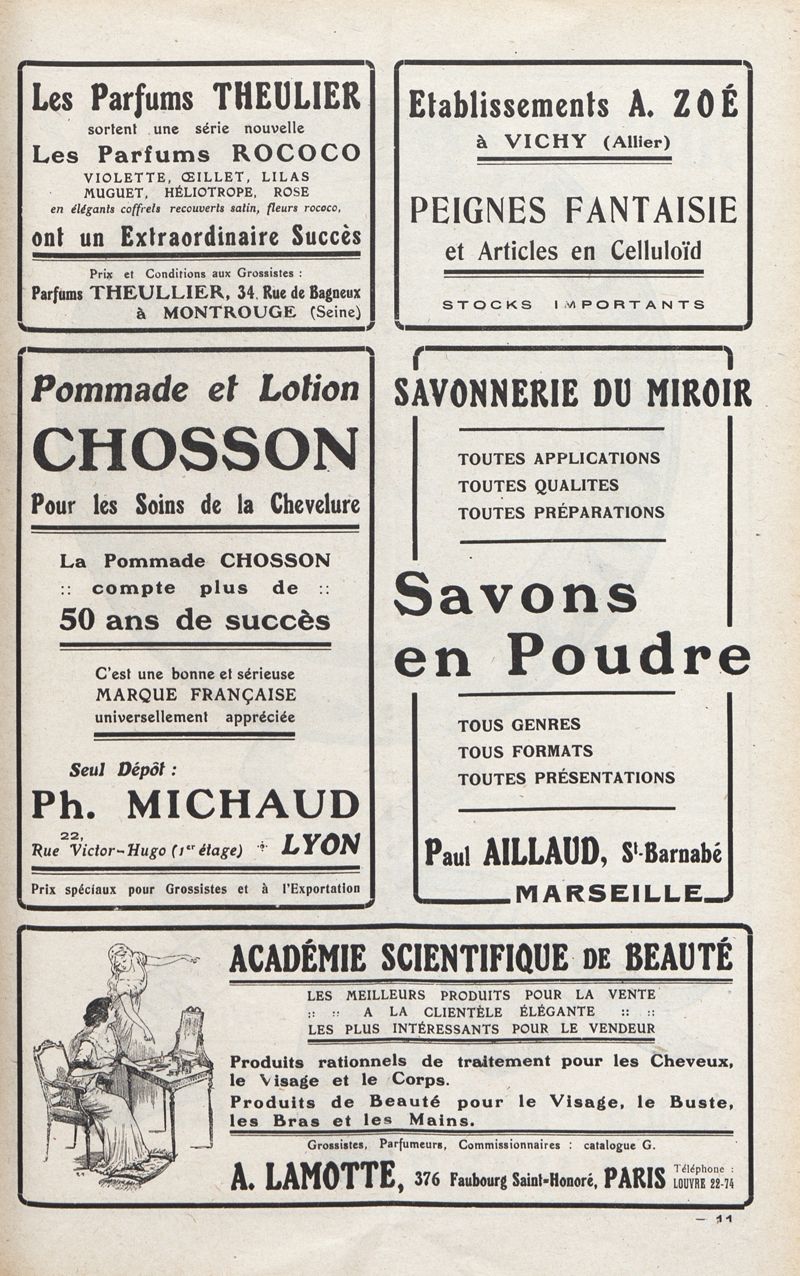 Les Parfums THEULIER
sortent une série nouvelle
Les Parfums ROCOCO
VIOLETTE, ŒILLET, LILAS
MUGUET, HÉLIOTROPE, ROSE
en élégants coffrets recouverts satin, fleurs rococo,
ont un Extraordinaire Succès
Prix et Conditions aux Grossistes :
Parfums THEULLIER, 34, Rue de Bagneux
à MONTROUGE (Seine)
Etablissements A. ZOÉ
à VICHY (Allier)
PEIGNES FANTAISIE
et Articles en Celluloïd
STOCKS IMPORTANTS
Pommade et Lotion
CHOSSON
Pour les Soins de la Chevelure
La Pommade CHOSSON
:: compte plus de ::
50 ans de succès
C'est une bonne et sérieuse
MARQUE FRANÇAISE
universellement appréciée
Seul Dépôt :
Ph. MICHAUD
22,
Rue Victor-Hugo (1er étage) LYON
Prix spéciaux pour Grossistes et à l'Exportation
SAVONNERIE DU MIROIR
TOUTES APPLICATIONS
TOUTES QUALITES
TOUTES PRÉPARATIONS
Savons
en Poudre
TOUS GENRES
TOUS FORMATS
TOUTES PRÉSENTATIONS
Paul AILLAUD, St-Barnabé
MARSEILLE
ACADÉMIE SCIENTIFIQUE DE BEAUTÉ
LES MEILLEURS PRODUITS POUR LA VENTE
:: :: A LA CLIENTÈLE ÉLÉGANTE :: ::
LES PLUS INTÉRESSANTS POUR LE VENDEUR
Produits rationnels de traitement pour les Cheveux,
le Visage et le Corps.
Produits de Beauté pour le Visage, le Buste,
les Bras et les Mains.
Grossistes, Parfumeurs, Commissionnaires : catalogue G.
A. LAMOTTE, 376 Faubourg Saint-Honoré, PARIS Téléphone :
LOUVRE 22-74
— 11